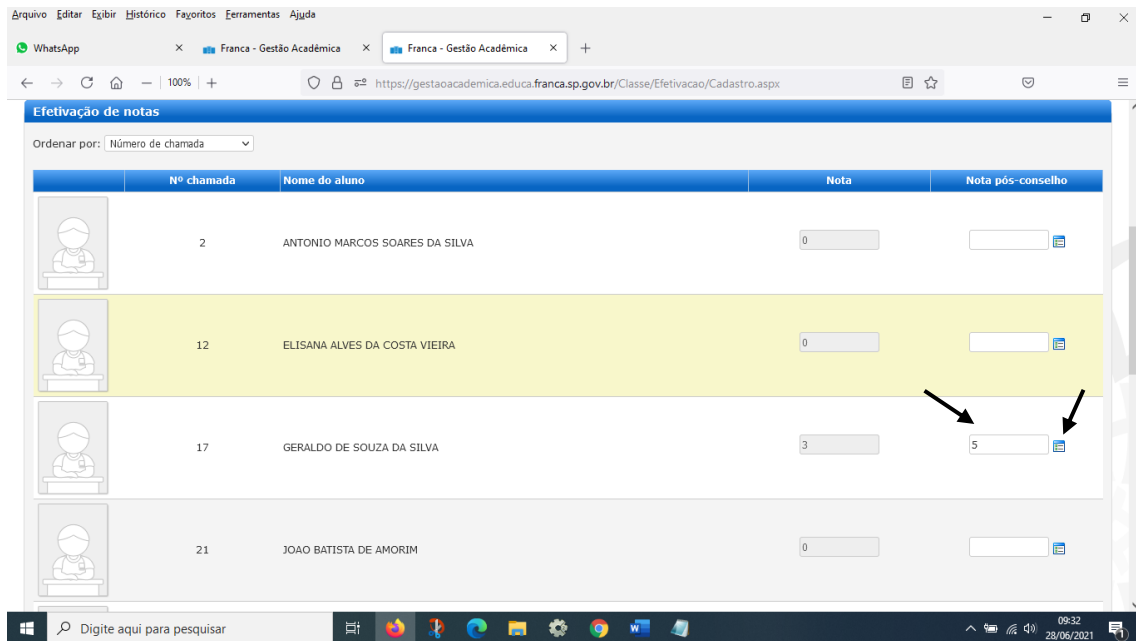 Arquivo Editar Exibir Histórico Favoritos Ferramentas Ajuda
WhatsApp Franca - Gestão Acadêmica Franca - Gestão Acadêmica
100% https://gestaoacademica.educa.franca.sp.gov.br/Classe/Efetivacao/Cadastro.aspx
Efetivação de notas
Ordenar por: Número de chamada
Nº chamada Nome do aluno Nota Nota pós-conselho
2 ANTONIO MARCOS SOARES DA SILVA 0
12 ELISANA ALVES DA COSTA VIEIRA 0
17 GERALDO DE SOUZA DA SILVA 3 5
21 JOAO BATISTA DE AMORIM 0
Digite aqui para pesquisar 09:32
28/06/2021